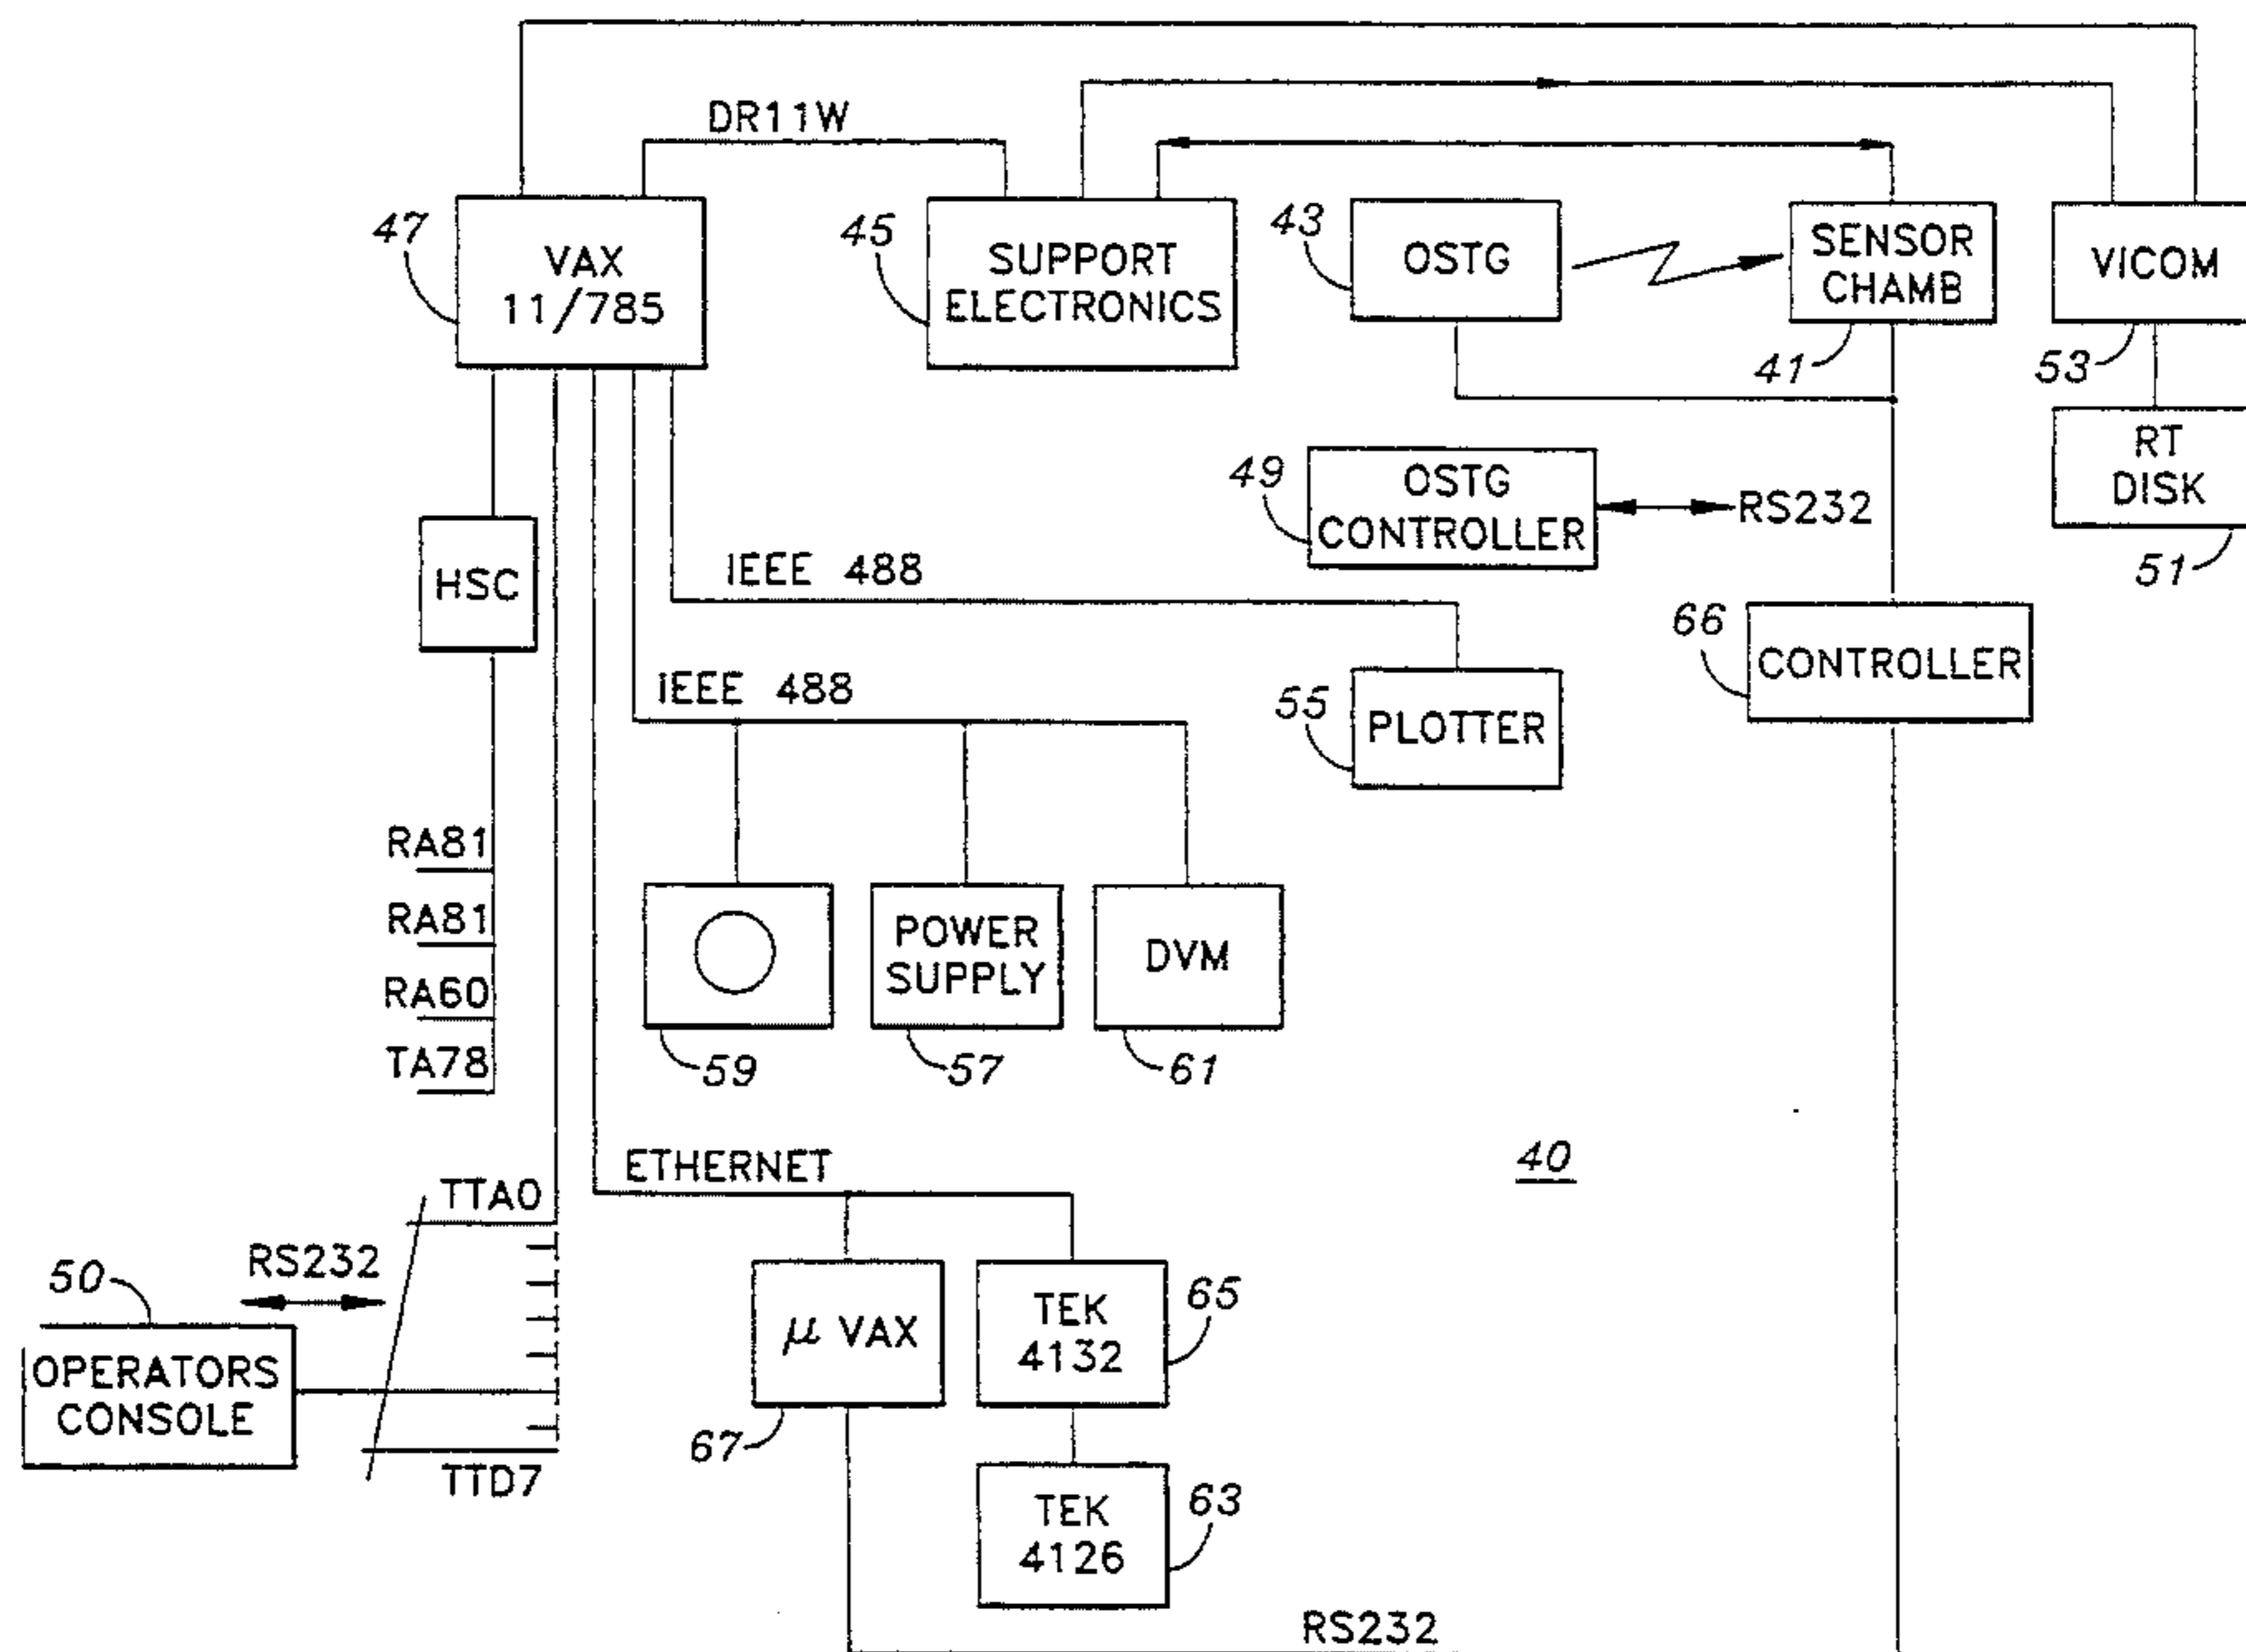 DR11W
47
VAX
11/785
45
SUPPORT
ELECTRONICS
43
OSTG
SENSOR
CHAMB
41
VICOM
53
RT
DISK
51
49
OSTG
CONTROLLER
RS232
HSC
IEEE 488
66
CONTROLLER
IEEE 488
55
PLOTTER
RA81
RA81
RA60
TA78
59
POWER
SUPPLY
57
DVM
61
40
ETHERNET
TTA0
RS232
50
OPERATORS
CONSOLE
TTD7
μ VAX
67
TEK
4132
65
TEK
4126
63
RS232